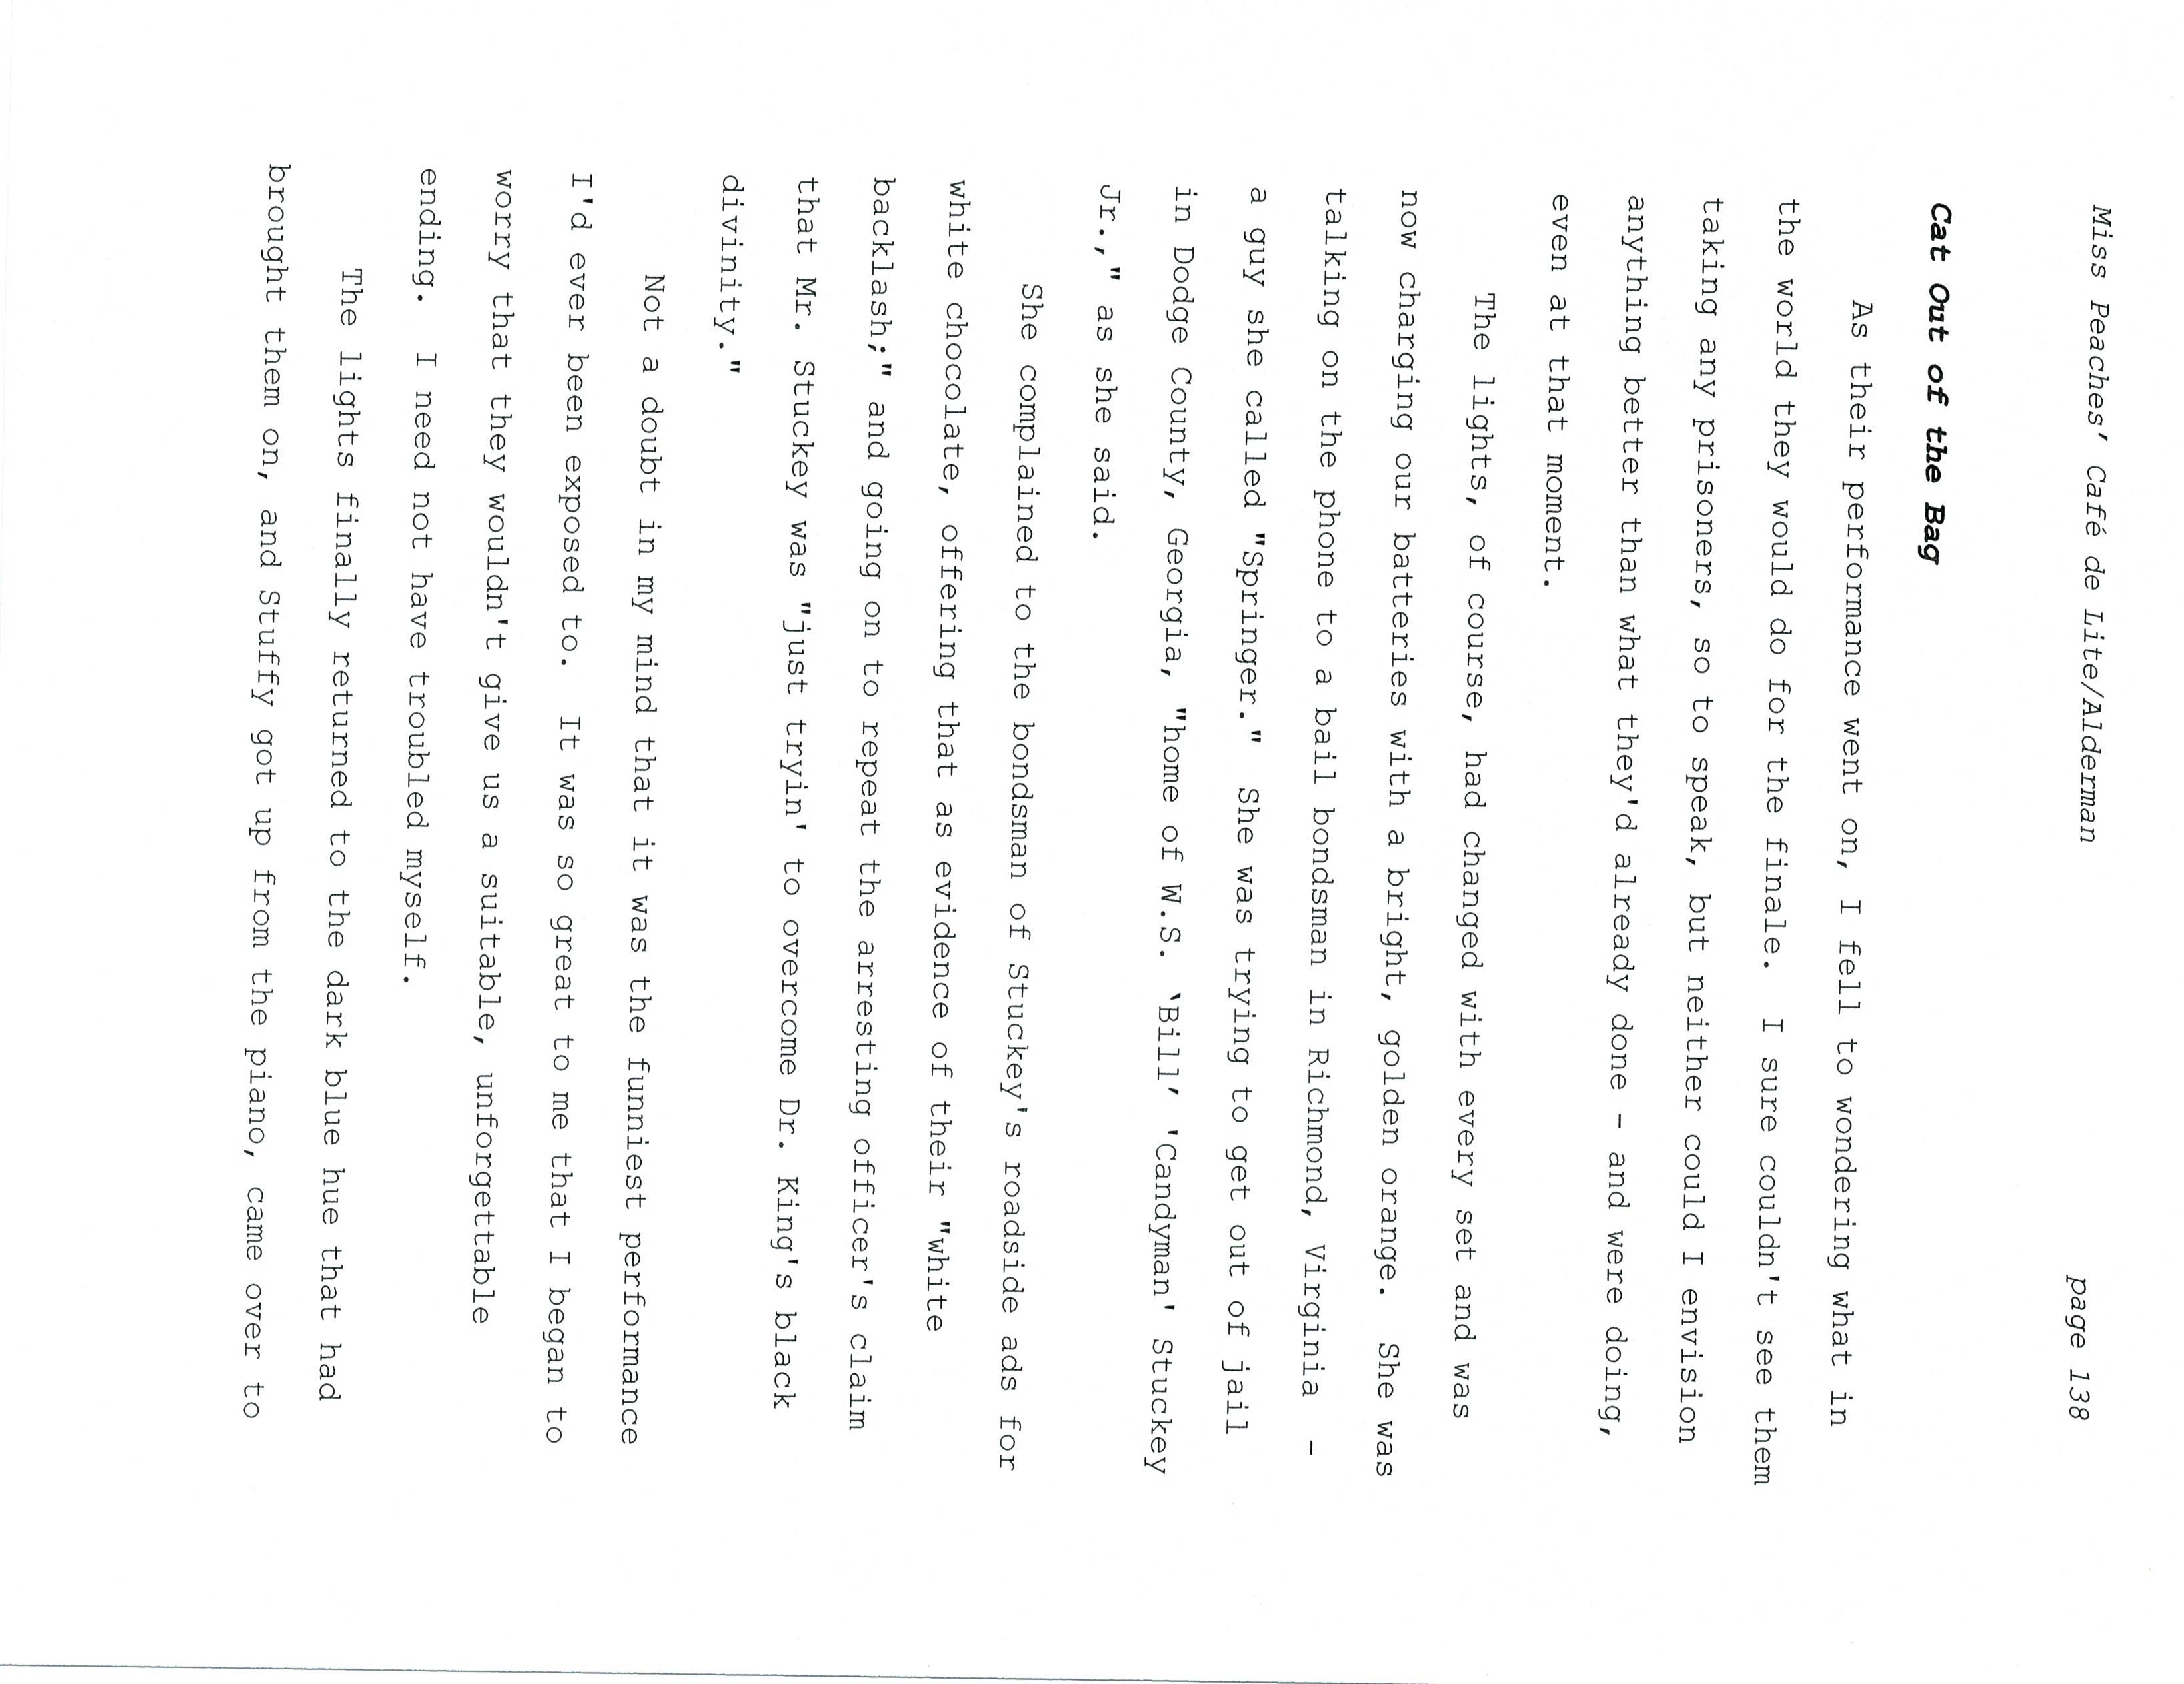 Miss Peaches’ Café de Lite/Alderman page 138
Cat Out of the Bag
As their performance went on, I fell to wondering what in
the world they would do for the finale.  I sure couldn't see them
taking any prisoners, so to speak, but neither could I envision
anything better than what they'd already done – and were doing,
even at that moment.
The lights, of course, had changed with every set and was
now charging our batteries with a bright, golden orange.  She was
talking on the phone to a bail bondsman in Richmond, Virginia –
a guy she called "Springer."  She was trying to get out of jail
in Dodge County, Georgia, "home of W.S. ‘Bill’ 'Candyman' Stuckey
Jr.," as she said.
She complained to the bondsman of Stuckey's roadside ads for
white chocolate, offering that as evidence of their "white
backlash;" and going on to repeat the arresting officer's claim
that Mr. Stuckey was "just tryin' to overcome Dr. King's black
divinity."
Not a doubt in my mind that it was the funniest performance
I'd ever been exposed to.  It was so great to me that I began to
worry that they wouldn't give us a suitable, unforgettable
ending.  I need not have troubled myself.
The lights finally returned to the dark blue hue that had
brought them on, and Stuffy got up from the piano, came over to